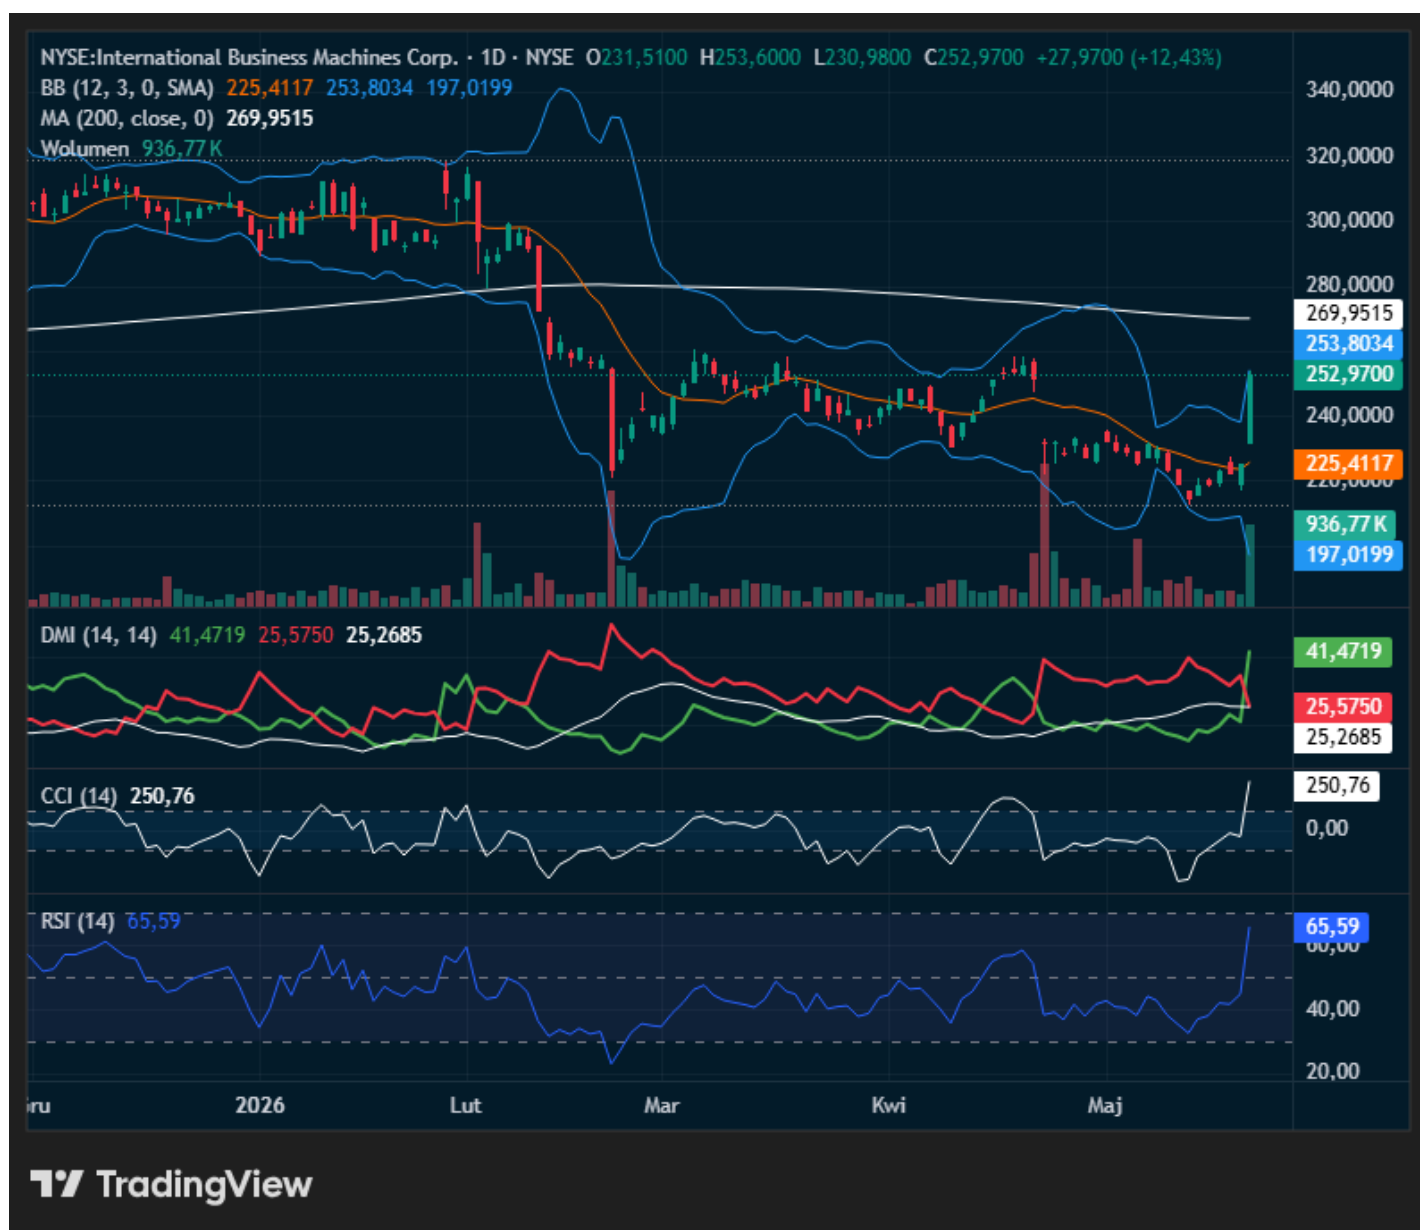 NYSE:International Business Machines Corp. · 1D · NYSE O231,5100 H253,6000 L230,9800 C252,9700 +27,9700 (+12,43%)
BB (12, 3, 0, SMA) 225,4117 253,8034 197,0199
MA (200, close, 0) 269,9515
Wolumen 936,77 K
340,0000
320,0000
300,0000
280,0000
269,9515
253,8034
252,9700
240,0000
225,4117
220,0000
936,77 K
197,0199
DMI (14, 14) 41,4719 25,5750 25,2685
41,4719
25,5750
25,2685
CCI (14) 250,76
250,76
0,00
RSI (14) 65,59
65,59
60,00
40,00
20,00
Gru 2026 Lut Mar Kwi Maj
TradingView